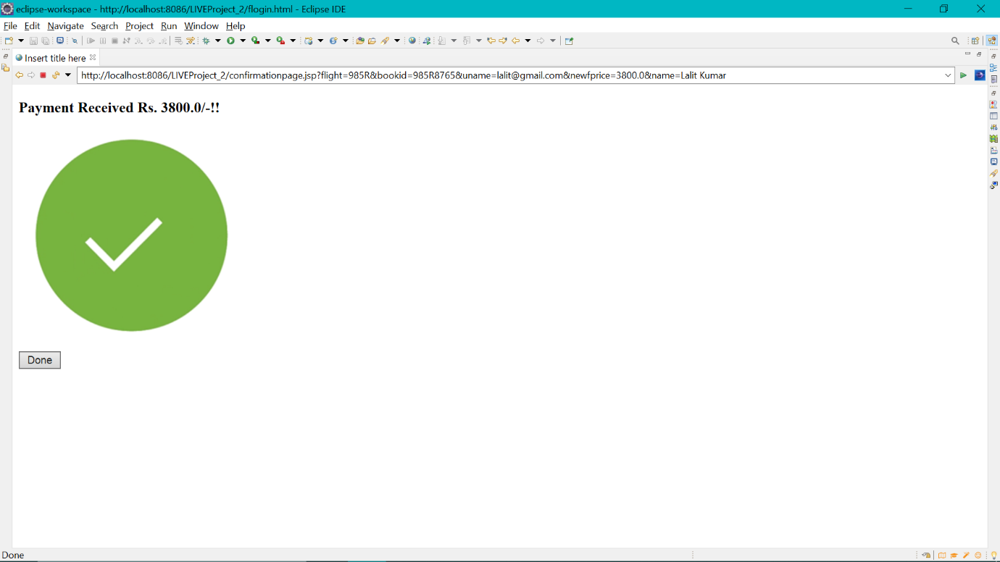 eclipse-workspace - http://localhost:8086/LIVEProject_2/flogin.html - Eclipse IDE
File Edit Navigate Search Project Run Window Help
Insert title here
http://localhost:8086/LIVEProject_2/confirmationpage.jsp?flight=985R&bookid=985R8765&uname=lalit@gmail.com&newfprice=3800.0&name=Lalit Kumar
Payment Received Rs. 3800.0/-!!
Done
Done